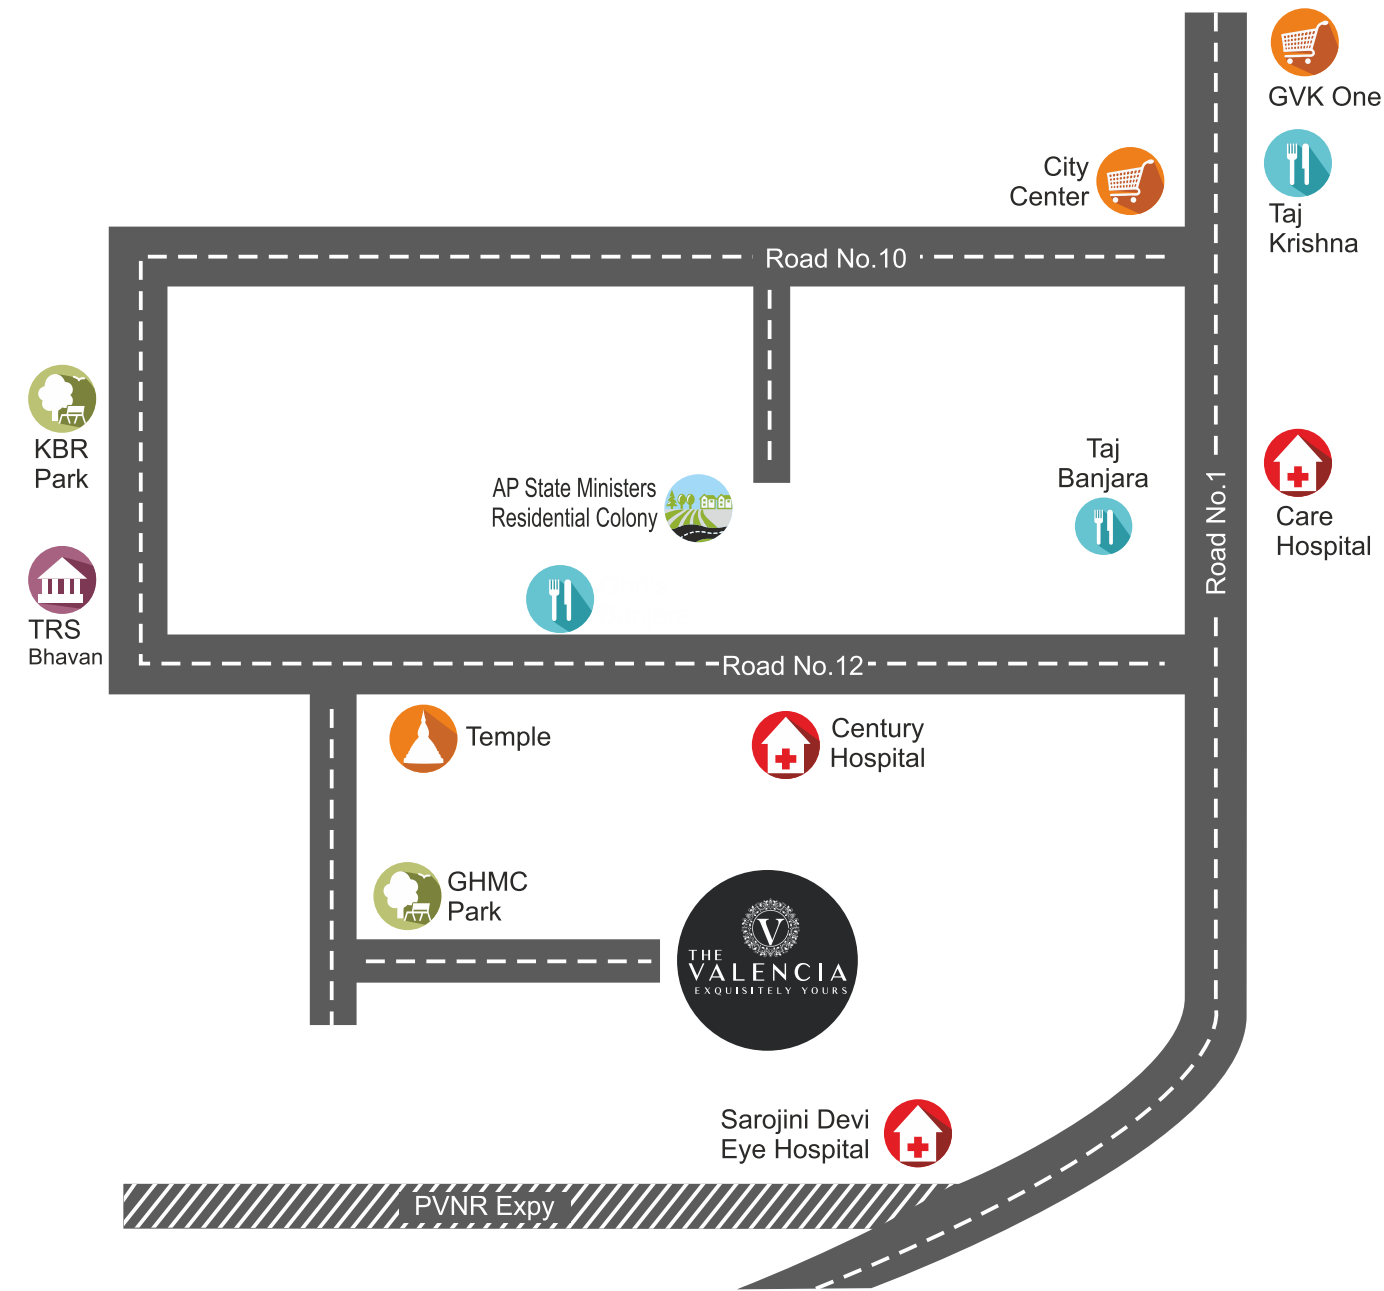 GVK One
City
Center
Taj
Krishna
Road No.10
KBR
Park
Taj
Banjara
AP State Ministers
Residential Colony
Road No.1
Care
Hospital
TRS
Bhavan
Road No.12
Temple
Century
Hospital
GHMC
Park
V
THE
VALENCIA
EXQUISITELY YOURS
Sarojini Devi
Eye Hospital
PVNR Expy